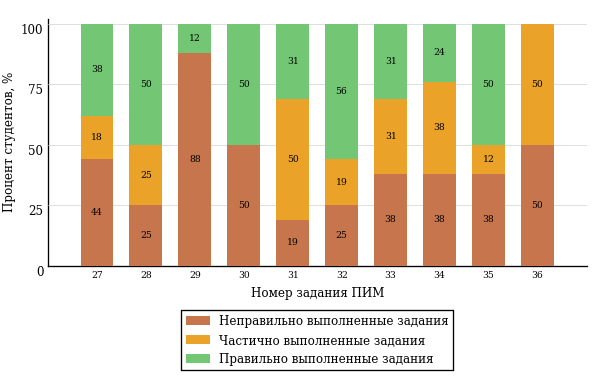 Процент студентов, %
100
75
50
25
0
38 50 12 50 31 56 31 24 50 50
18 25 50 19 31 38 12
44 25 88 50 19 25 38 38 38 50
27 28 29 30 31 32 33 34 35 36
Номер задания ПИМ
Неправильно выполненные задания
Частично выполненные задания
Правильно выполненные задания